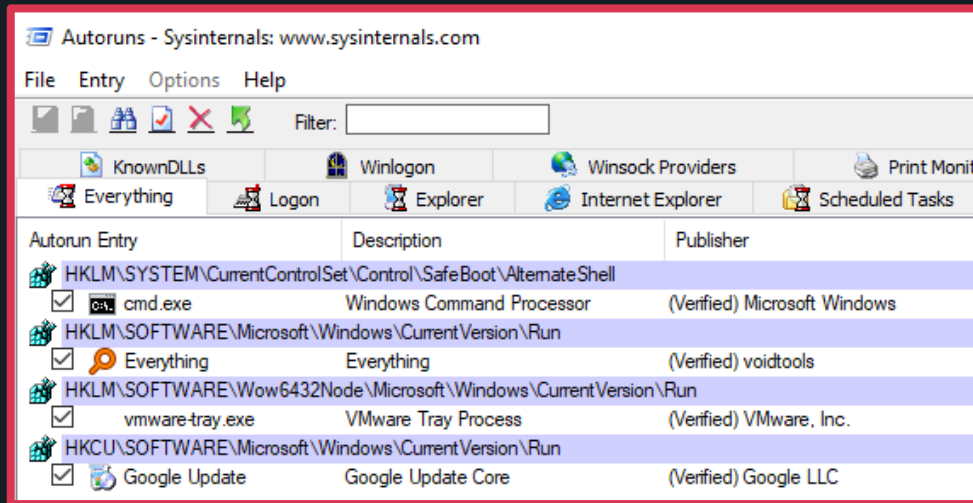 Autoruns - Sysinternals: www.sysinternals.com
File Entry Options Help
Filter:
KnownDLLs Winlogon Winsock Providers Print Monit
Everything Logon Explorer Internet Explorer Scheduled Tasks
Autorun Entry Description Publisher
HKLM\SYSTEM\CurrentControlSet\Control\SafeBoot\AlternateShell
cmd.exe Windows Command Processor (Verified) Microsoft Windows
HKLM\SOFTWARE\Microsoft\Windows\CurrentVersion\Run
Everything Everything (Verified) voidtools
HKLM\SOFTWARE\Wow6432Node\Microsoft\Windows\CurrentVersion\Run
vmware-tray.exe VMware Tray Process (Verified) VMware, Inc.
HKCU\SOFTWARE\Microsoft\Windows\CurrentVersion\Run
Google Update Google Update Core (Verified) Google LLC